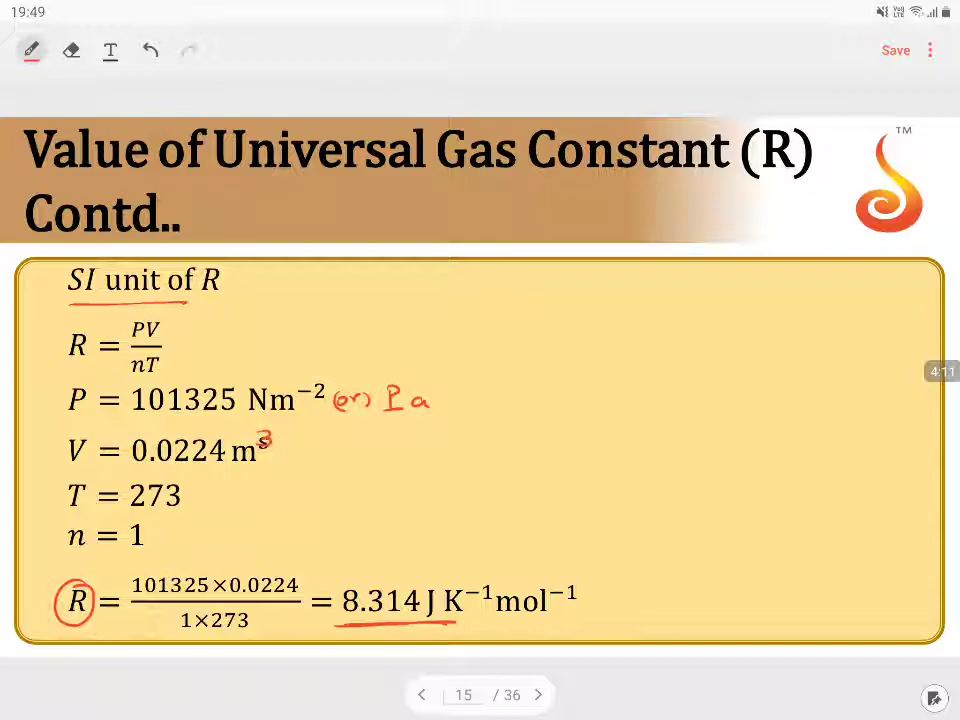 19:49
Save
Value of Universal Gas Constant (R)
Contd..
TM
SI unit of R
R = PV/nT
P = 101325 Nm⁻² (or) Pa
V = 0.0224 m³
T = 273
n = 1
R = 101325×0.0224/1×273 = 8.314 J K⁻¹mol⁻¹
4:11
15 / 36